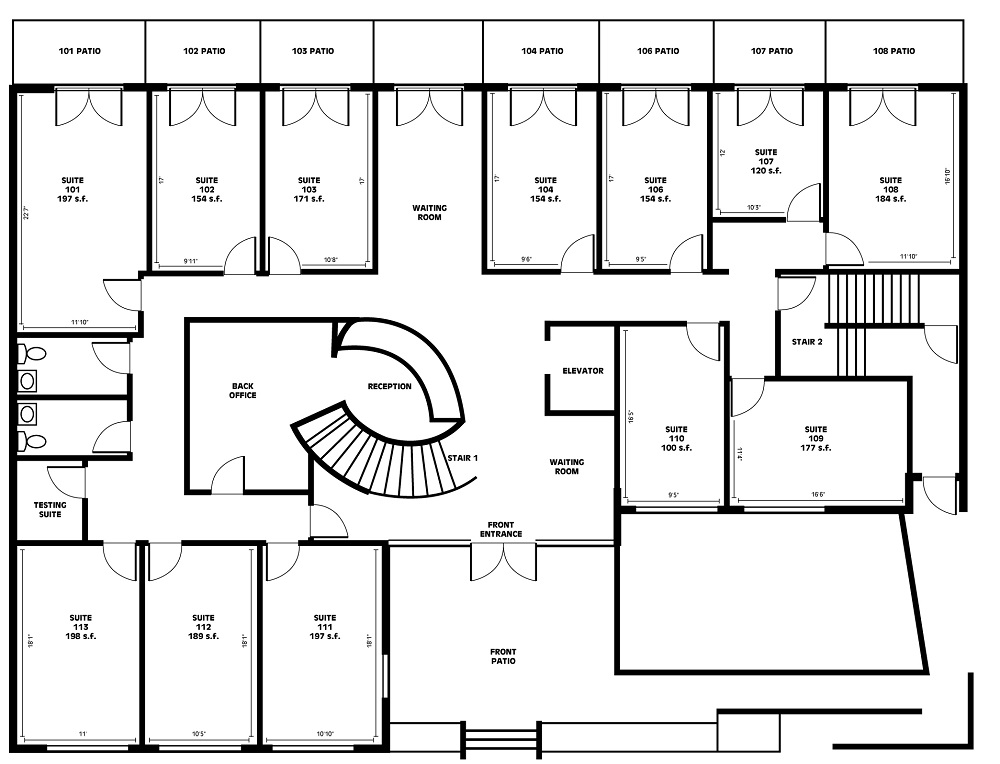 101 PATIO
102 PATIO
103 PATIO
104 PATIO
106 PATIO
107 PATIO
108 PATIO
SUITE
101
197 s.f.
22'7"
11'10"
SUITE
102
154 s.f.
17'
9'11"
SUITE
103
171 s.f.
17'
10'8"
WAITING
ROOM
SUITE
104
154 s.f.
17'
9'6"
SUITE
106
154 s.f.
17'
9'5"
SUITE
107
120 s.f.
12'
10'3"
SUITE
108
184 s.f.
16'10"
11'10"
BACK
OFFICE
RECEPTION
STAIR 1
ELEVATOR
WAITING
ROOM
STAIR 2
SUITE
110
100 s.f.
16'5"
9'5"
SUITE
109
177 s.f.
11'4"
16'6"
TESTING
SUITE
FRONT
ENTRANCE
SUITE
113
198 s.f.
18'1"
11'
SUITE
112
189 s.f.
18'1"
10'5"
SUITE
111
197 s.f.
18'1"
10'10"
FRONT
PATIO